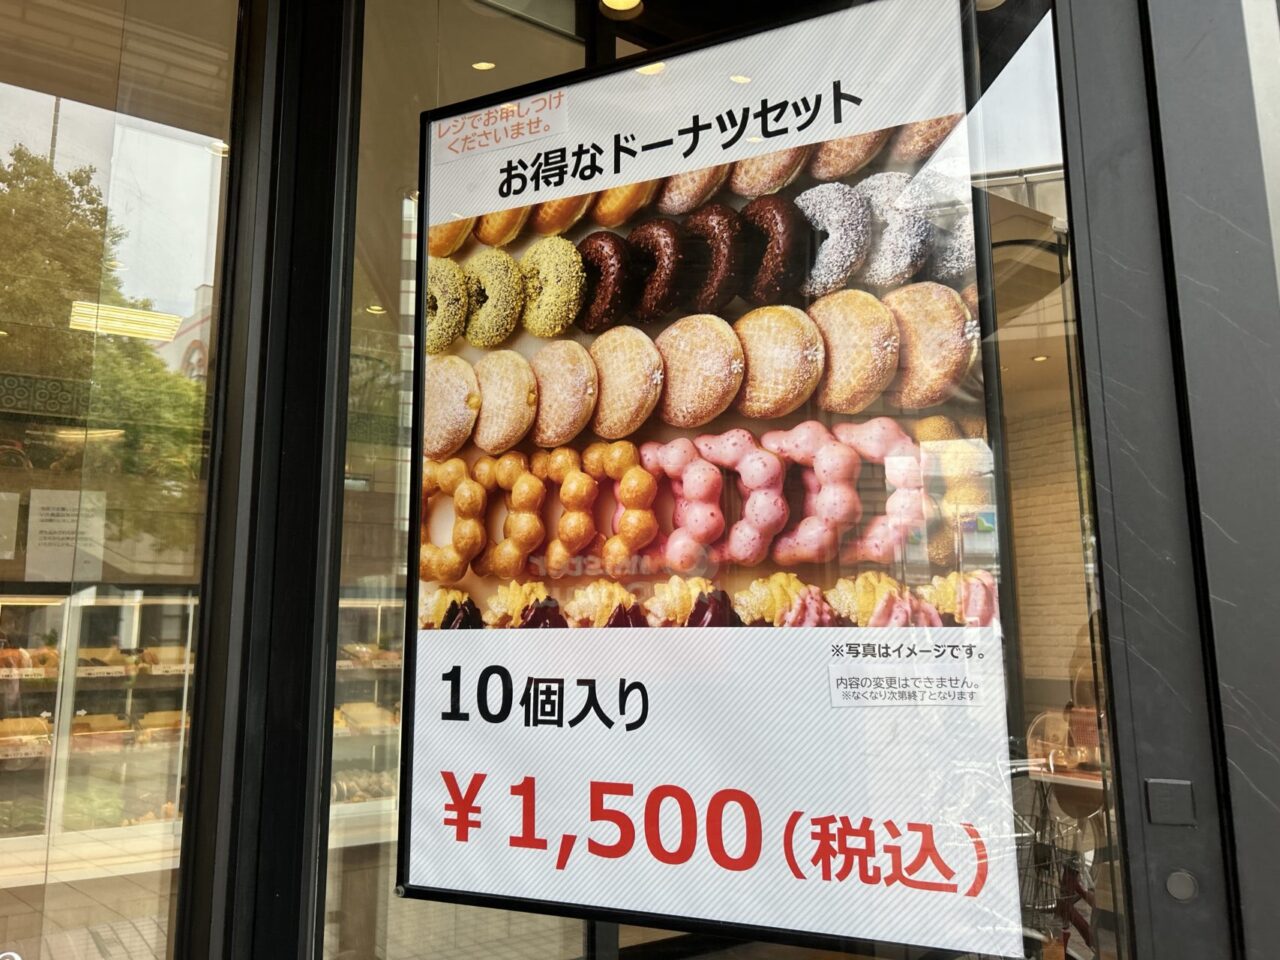 レジでお申しつけ
くださいませ。
お得なドーナツセット
※写真はイメージです。
内容の変更はできません。
※なくなり次第終了となります
10個入り
¥1,500(税込)